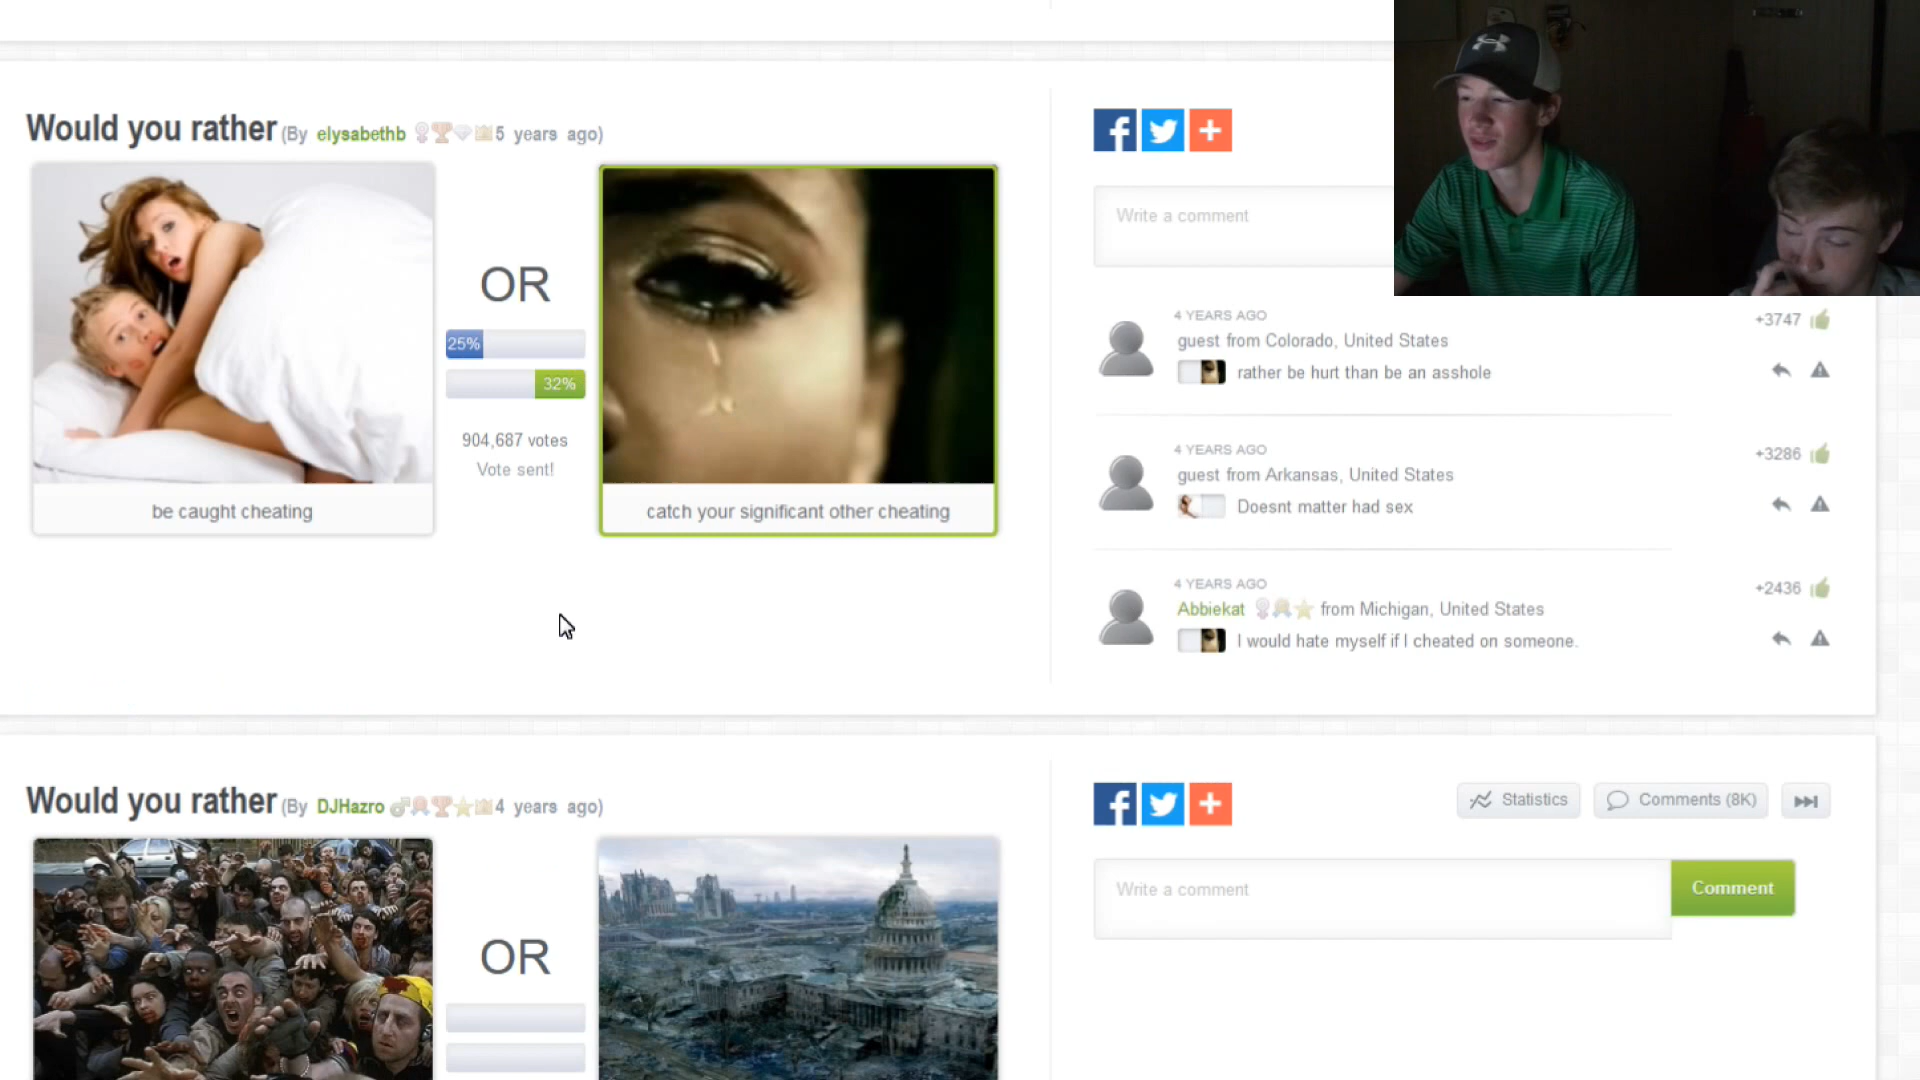 Would you rather (By elysabethb 5 years ago)
OR
25%
32%
904,687 votes
Vote sent!
be caught cheating
catch your significant other cheating
Write a comment
4 YEARS AGO
guest from Colorado, United States
rather be hurt than be an asshole
+3747
4 YEARS AGO
guest from Arkansas, United States
Doesnt matter had sex
+3286
4 YEARS AGO
Abbiekat from Michigan, United States
I would hate myself if I cheated on someone.
+2436
Would you rather (By DJHazro 4 years ago)
OR
Statistics
Comments (8K)
Write a comment
Comment